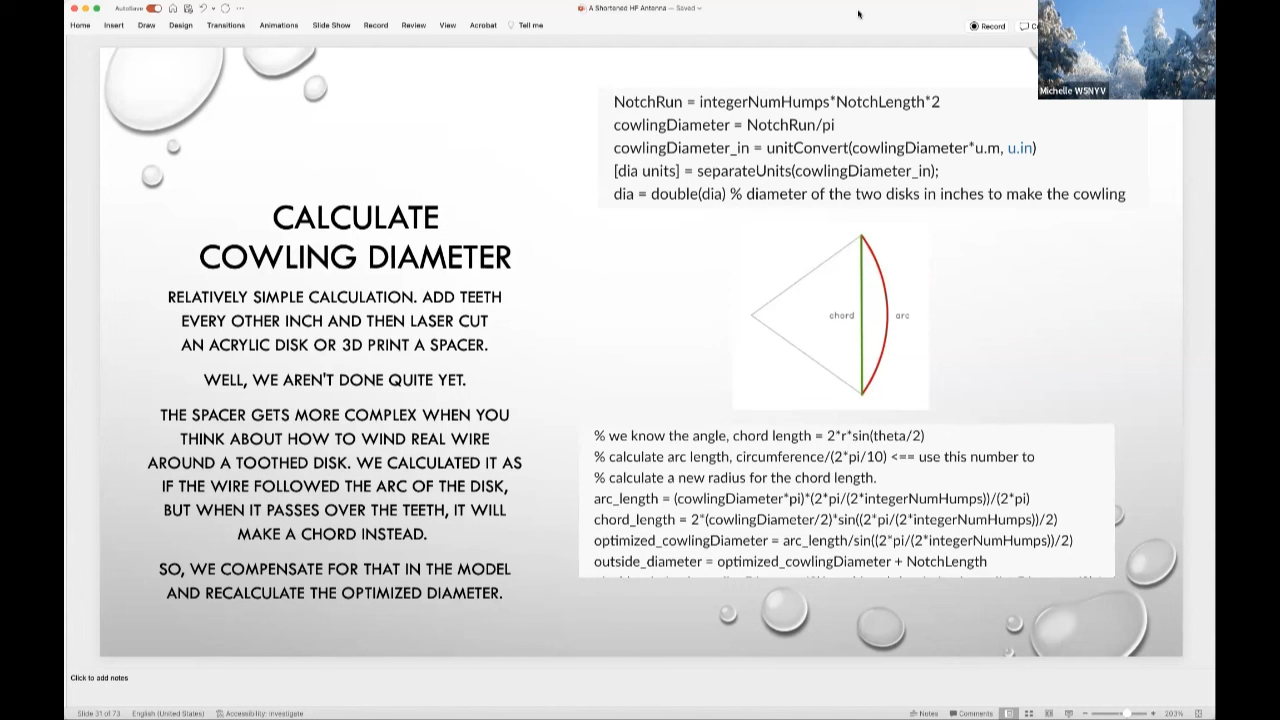 AutoSave
A Shortened HF Antenna — Saved
Home Insert Draw Design Transitions Animations Slide Show Record Review View Acrobat Tell me
Record
Michelle W5NYV
CALCULATE
COWLING DIAMETER
RELATIVELY SIMPLE CALCULATION. ADD TEETH
EVERY OTHER INCH AND THEN LASER CUT
AN ACRYLIC DISK OR 3D PRINT A SPACER.
WELL, WE AREN'T DONE QUITE YET.
THE SPACER GETS MORE COMPLEX WHEN YOU
THINK ABOUT HOW TO WIND REAL WIRE
AROUND A TOOTHED DISK. WE CALCULATED IT AS
IF THE WIRE FOLLOWED THE ARC OF THE DISK,
BUT WHEN IT PASSES OVER THE TEETH, IT WILL
MAKE A CHORD INSTEAD.
SO, WE COMPENSATE FOR THAT IN THE MODEL
AND RECALCULATE THE OPTIMIZED DIAMETER.
NotchRun = integerNumHumps*NotchLength*2
cowlingDiameter = NotchRun/pi
cowlingDiameter_in = unitConvert(cowlingDiameter*u.m, u.in)
[dia units] = separateUnits(cowlingDiameter_in);
dia = double(dia) % diameter of the two disks in inches to make the cowling
chord arc
% we know the angle, chord length = 2*r*sin(theta/2)
% calculate arc length, circumference/(2*pi/10) <== use this number to
% calculate a new radius for the chord length.
arc_length = (cowlingDiameter*pi)*(2*pi/(2*integerNumHumps))/(2*pi)
chord_length = 2*(cowlingDiameter/2)*sin((2*pi/(2*integerNumHumps))/2)
optimized_cowlingDiameter = arc_length/sin((2*pi/(2*integerNumHumps))/2)
outside_diameter = optimized_cowlingDiameter + NotchLength
Click to add notes
Slide 31 of 73 English (United States) Accessibility: Investigate Notes Comments 203%